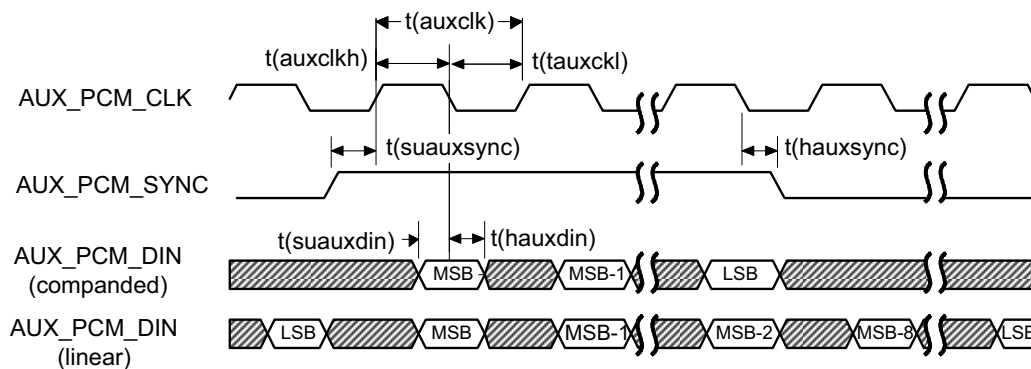 t(auxclk)
t(auxclkh)
t(tauxckl)
AUX_PCM_CLK
t(suauxsync)
t(hauxsync)
AUX_PCM_SYNC
t(suauxdin)
t(hauxdin)
AUX_PCM_DIN
(companded)
MSB
MSB-1
LSB
AUX_PCM_DIN
(linear)
LSB
MSB
MSB-1
MSB-2
MSB-8
LSB